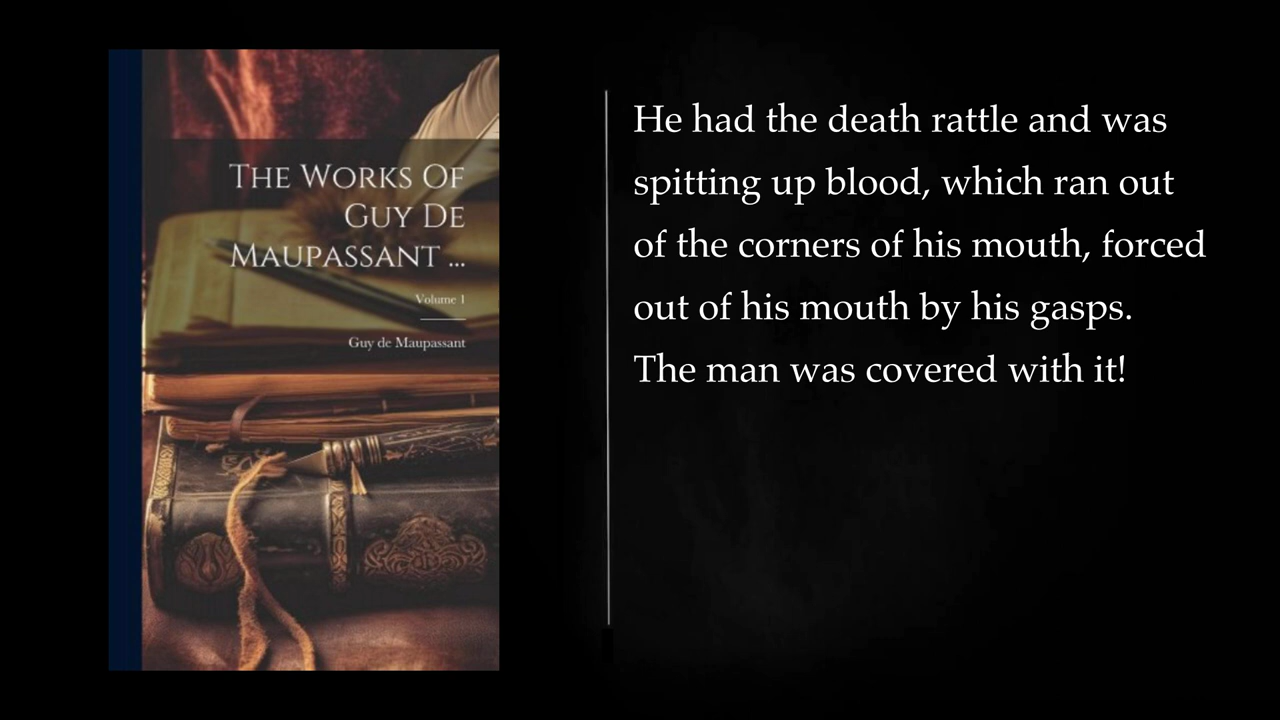 THE WORKS OF
GUY DE
MAUPASSANT ...
Volume 1
Guy de Maupassant
He had the death rattle and was
spitting up blood, which ran out
of the corners of his mouth, forced
out of his mouth by his gasps.
The man was covered with it!